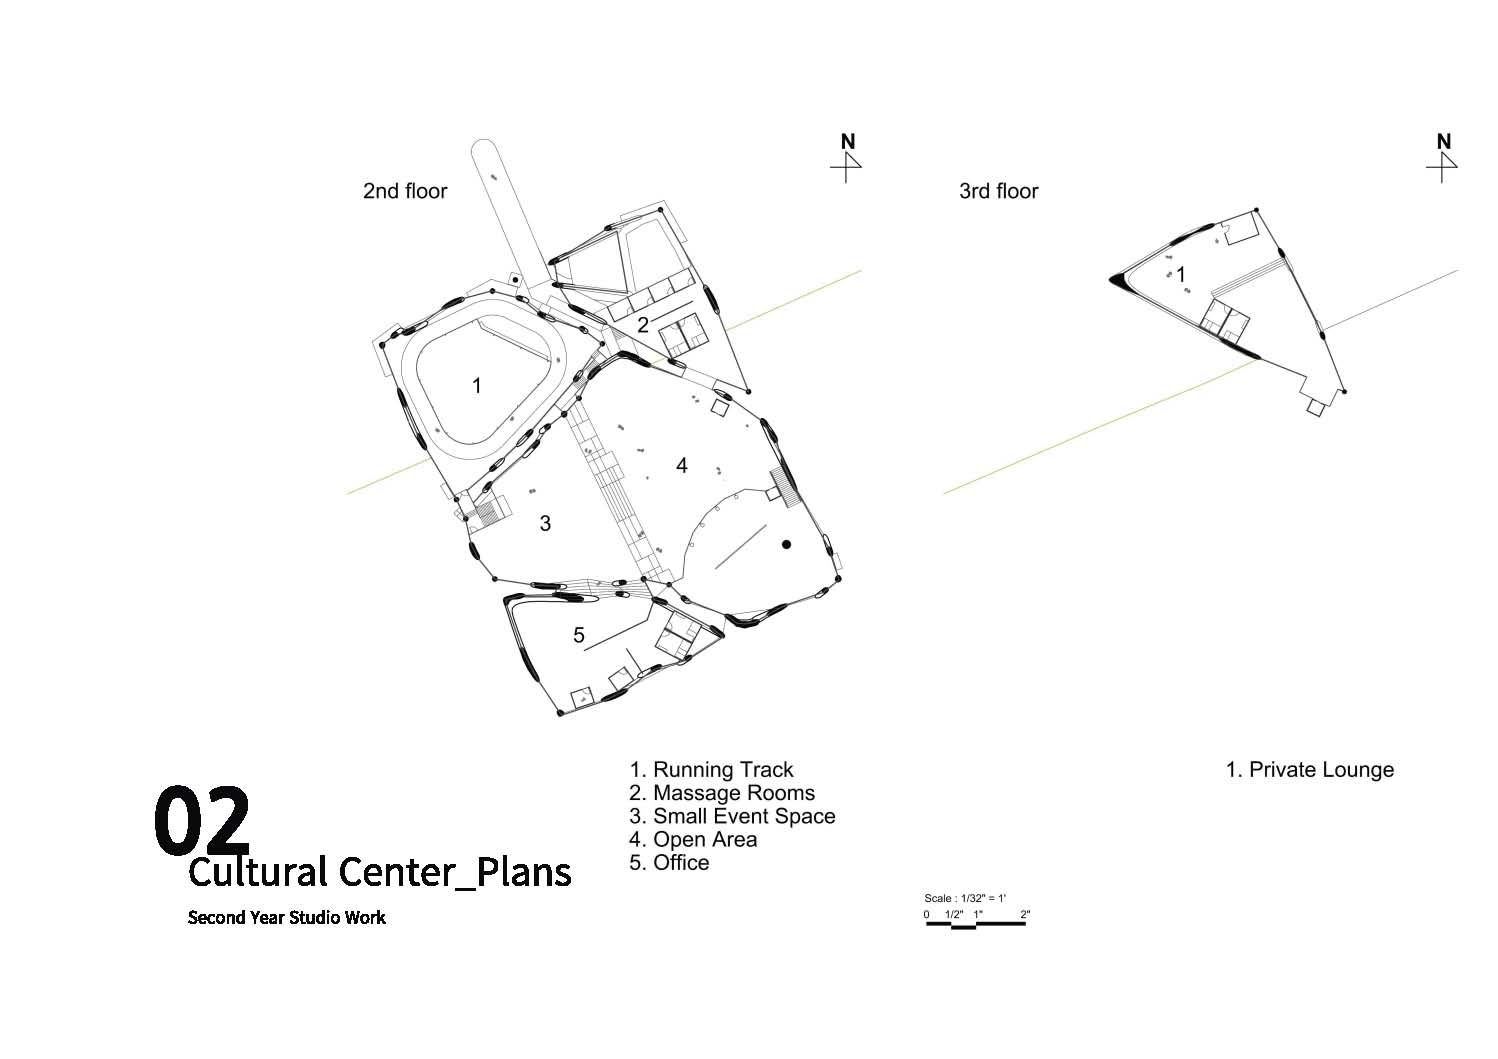 N
2nd floor
1
2
3
4
5
N
3rd floor
1
1. Running Track
2. Massage Rooms
3. Small Event Space
4. Open Area
5. Office
1. Private Lounge
02
Cultural Center_Plans
Second Year Studio Work
Scale : 1/32" = 1'
0 1/2" 1" 2"